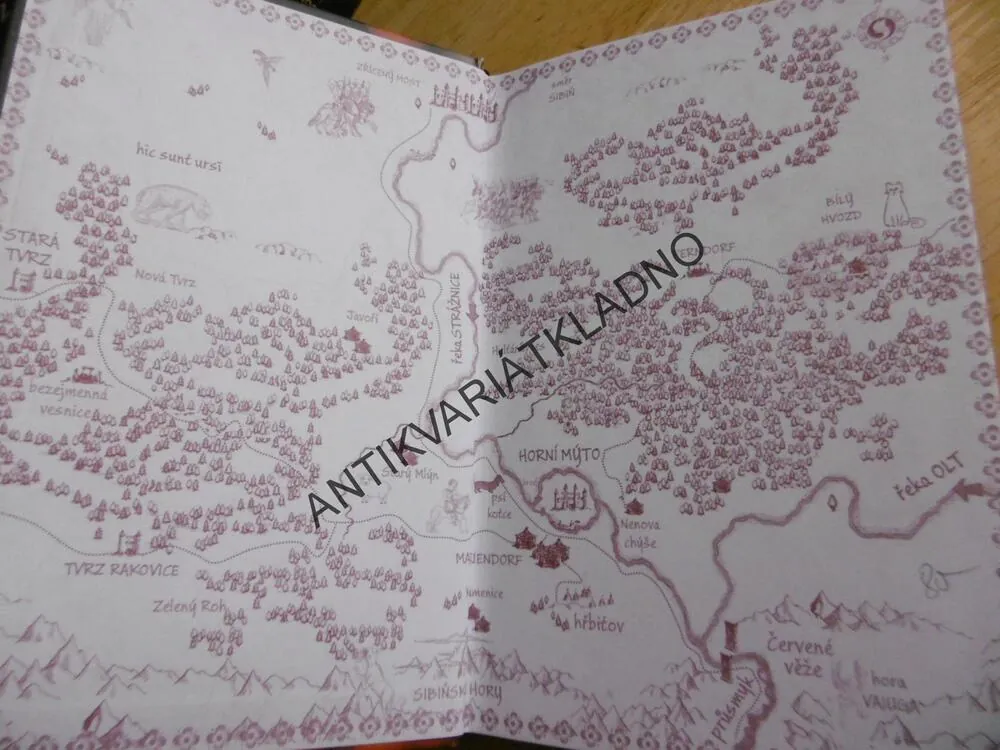 ZŘÍCENÝ MOST
směr
SIBIŇ
hic sunt ursi
BÍLÝ
HVOZD
STARÁ
TVRZ
Nová Tvrz
řeka STRÁŽNICE
Javoří
bezejmenná
vesnice
ANTIKVARIÁTKLADNO
HORNÍ MÝTO
Starý Mlýn
psí
kotce
řeka OLT
Nenova
chýše
MAJENDORF
TVRZ RAKOVICE
Zelený Roh
hřbitov
Červené
věže
SIBIŇSKÉ HORY
hora
průsmyk